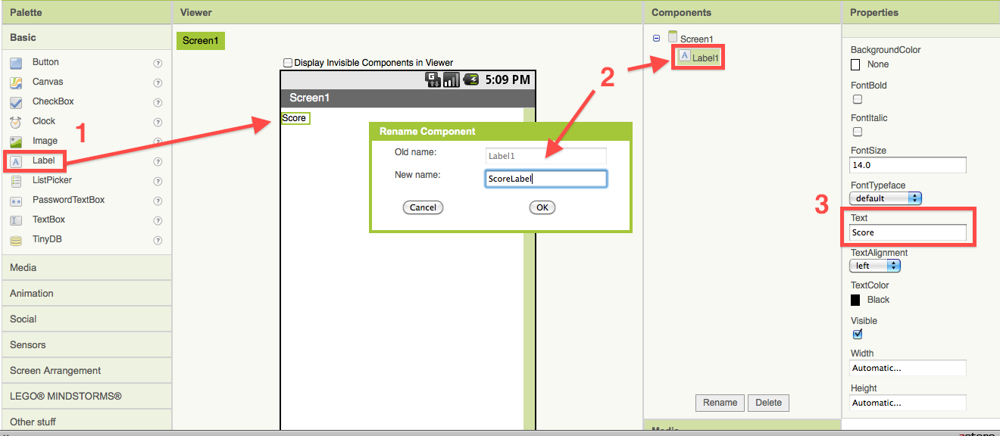 Palette
Basic
Button ?
Canvas ?
CheckBox ?
Clock ?
Image ?
A Label ?
ListPicker ?
PasswordTextBox ?
TextBox ?
TinyDB ?
Media
Animation
Social
Sensors
Screen Arrangement
LEGO® MINDSTORMS®
Other stuff
1
Viewer
Screen1
Display Invisible Components in Viewer
G 5:09 PM
Screen1
Score
Rename Component
Old name: Label1
New name: ScoreLabel
Cancel OK
2
Components
Screen1
A Label1
Rename Delete
Media
Properties
BackgroundColor
None
FontBold
FontItalic
FontSize
14.0
FontTypeface
default
3
Text
Score
TextAlignment
left
TextColor
Black
Visible
Width
Automatic...
Height
Automatic...